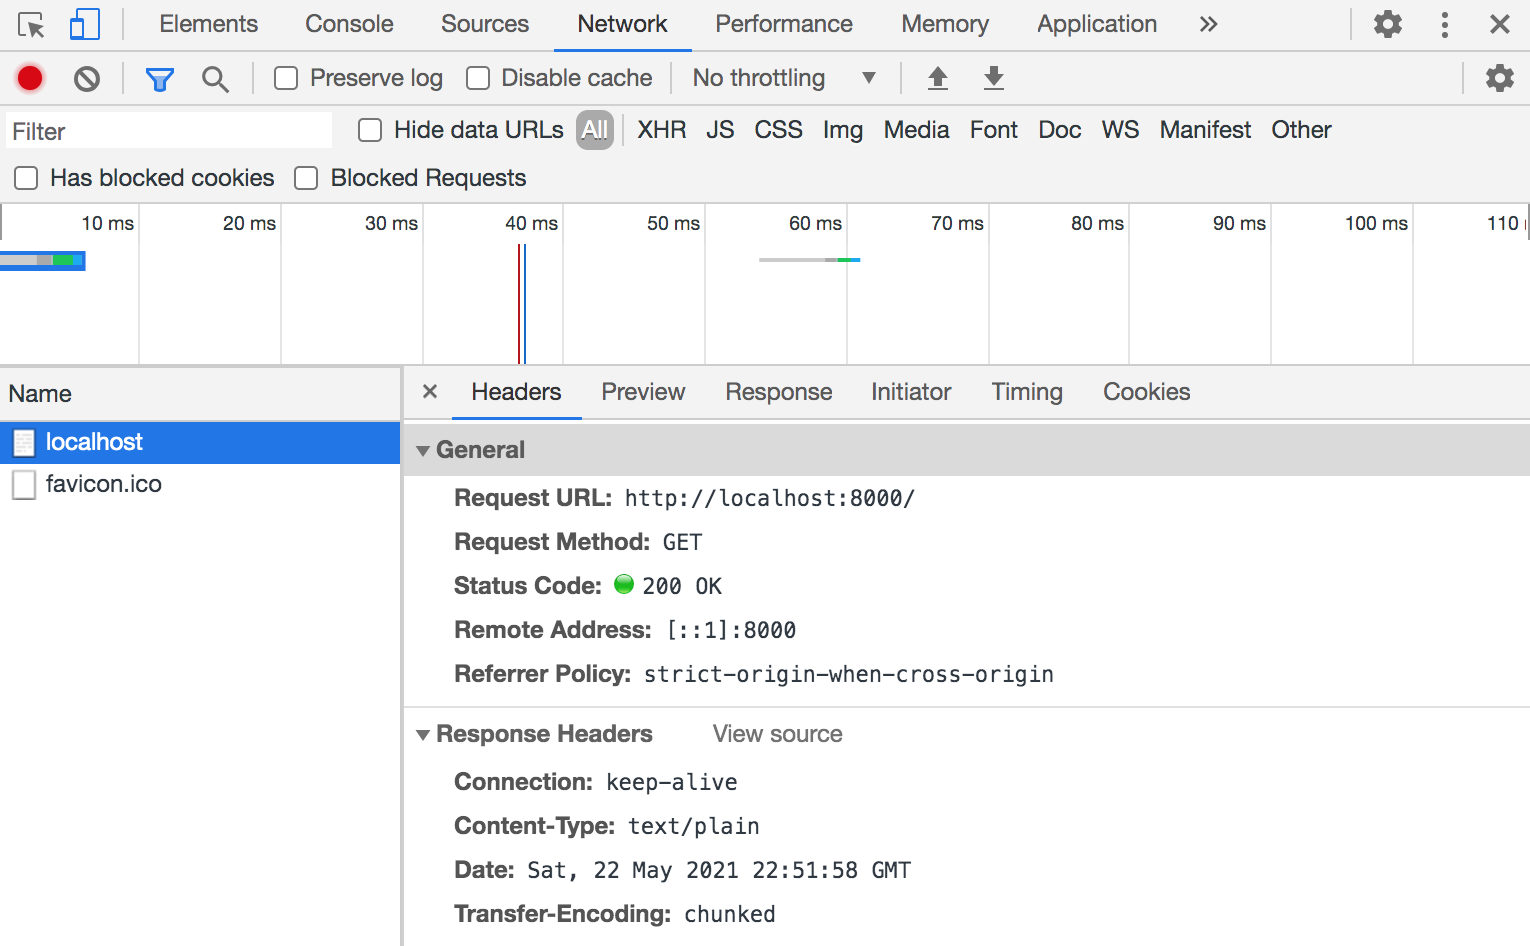 Elements Console Sources Network Performance Memory Application
Preserve log Disable cache No throttling
Filter Hide data URLs All XHR JS CSS Img Media Font Doc WS Manifest Other
Has blocked cookies Blocked Requests
10 ms 20 ms 30 ms 40 ms 50 ms 60 ms 70 ms 80 ms 90 ms 100 ms 110
Name
localhost
favicon.ico
Headers Preview Response Initiator Timing Cookies
General
Request URL: http://localhost:8000/
Request Method: GET
Status Code: 200 OK
Remote Address: [::1]:8000
Referrer Policy: strict-origin-when-cross-origin
Response Headers View source
Connection: keep-alive
Content-Type: text/plain
Date: Sat, 22 May 2021 22:51:58 GMT
Transfer-Encoding: chunked